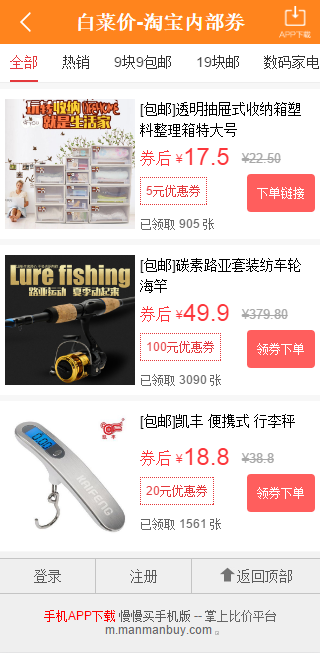 白菜价-淘宝内部券
APP下载
全部 热销 9块9包邮 19块邮 数码家电
玩转收纳
就是生活家
[包邮]透明抽屉式收纳箱塑
料整理箱特大号
券后 ¥17.5 ¥22.50
5元优惠券
下单链接
已领取 905 张
Lure fishing
路亚运动 夏季动起来
[包邮]碳素路亚套装纺车轮
海竿
券后 ¥49.9 ¥379.80
100元优惠券
领券下单
已领取 3090 张
KAIFENG
凯丰
[包邮]凯丰 便携式 行李秤
券后 ¥18.8 ¥38.8
20元优惠券
领券下单
已领取 1561 张
登录 注册 返回顶部
手机APP下载 慢慢买手机版 -- 掌上比价平台
m.manmanbuy.com 。